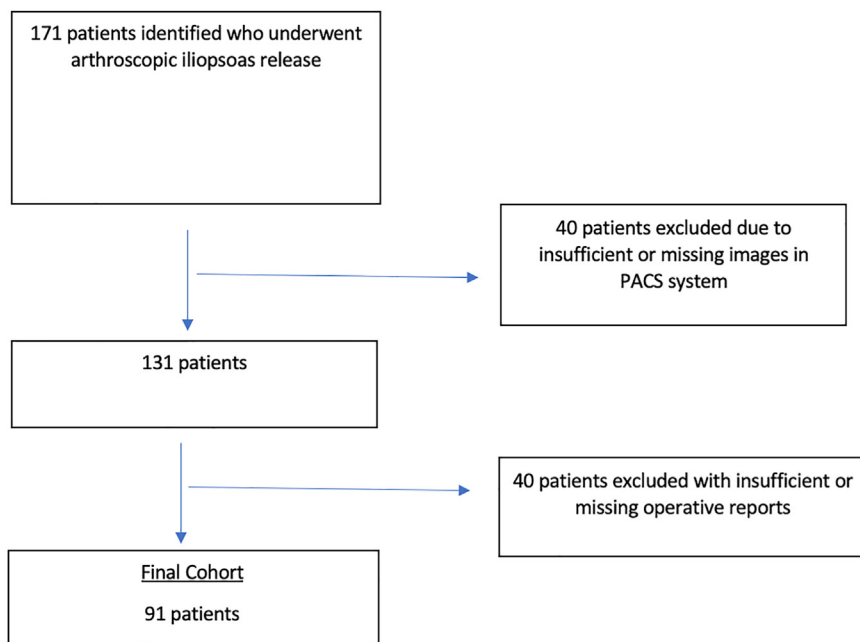 171 patients identified who underwent
arthroscopic iliopsoas release
40 patients excluded due to
insufficient or missing images in
PACS system
131 patients
40 patients excluded with insufficient or
missing operative reports
Final Cohort
91 patients